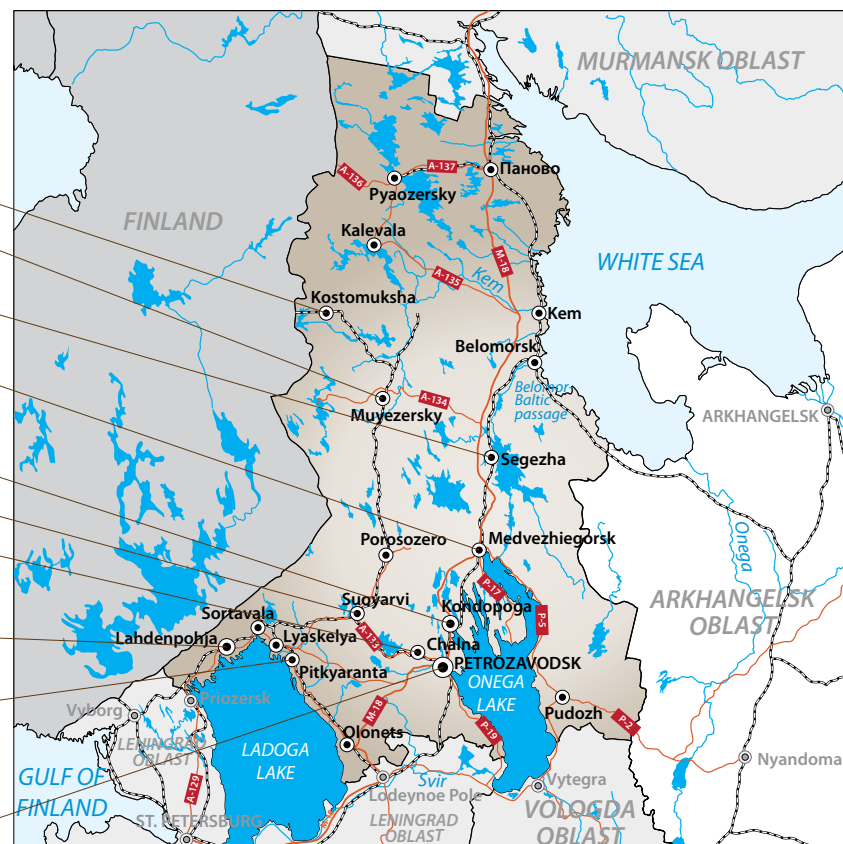 MURMANSK OBLAST
A-137
Паново
A-136
Pyaozersky
FINLAND
Kalevala
M-18
WHITE SEA
A-135
Kem
Kostomuksha
Kem
Belomorsk
Belomor
Baltic
passage
A-134
Muyezersky
ARKHANGELSK
Segezha
Porosozero
Medvezhiegorsk
Onega
P-17
Suoyarvi
Kondopoga
P-5
ARKHANGELSK
OBLAST
Sortavala
A-133
Lahdenpohja
Lyaskelya
Chalna
Pitkyaranta
PETROZAVODSK
ONEGA
LAKE
Priozersk
Vyborg
M-18
P-19
Pudozh
P-2
LENINGRAD
OBLAST
Olonets
LADOGA
LAKE
Nyandoma
GULF OF
FINLAND
A-129
Svir
Vytegra
Lodeynoe Pole
VOLOGDA
OBLAST
ST. PETERSBURG
LENINGRAD
OBLAST